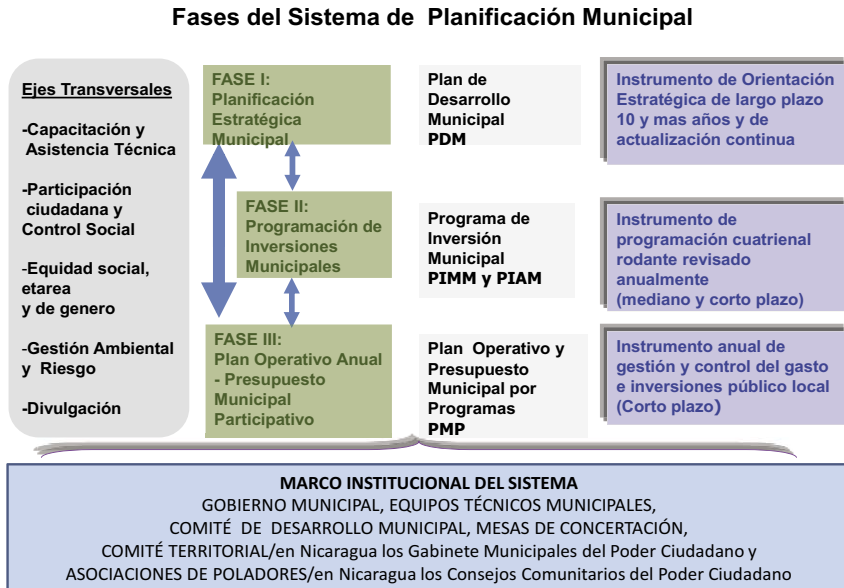 Fases del Sistema de Planificación Municipal
Ejes Transversales
-Capacitación y
Asistencia Técnica
-Participación
ciudadana y
Control Social
-Equidad social,
etarea
y de genero
-Gestión Ambiental
y Riesgo
-Divulgación
FASE I:
Planificación
Estratégica
Municipal
Plan de
Desarrollo
Municipal
PDM
Instrumento de Orientación
Estratégica de largo plazo
10 y mas años y de
actualización continua
FASE II:
Programación de
Inversiones
Municipales
Programa de
Inversión
Municipal
PIMM y PIAM
Instrumento de
programación cuatrienal
rodante revisado
anualmente
(mediano y corto plazo)
FASE III:
Plan Operativo Anual
- Presupuesto
Municipal
Participativo
Plan Operativo y
Presupuesto
Municipal por
Programas
PMP
Instrumento anual de
gestión y control del gasto
e inversiones público local
(Corto plazo)
MARCO INSTITUCIONAL DEL SISTEMA
GOBIERNO MUNICIPAL, EQUIPOS TÉCNICOS MUNICIPALES,
COMITÉ DE DESARROLLO MUNICIPAL, MESAS DE CONCERTACIÓN,
COMITÉ TERRITORIAL/en Nicaragua los Gabinete Municipales del Poder Ciudadano y
ASOCIACIONES DE POLADORES/en Nicaragua los Consejos Comunitarios del Poder Ciudadano